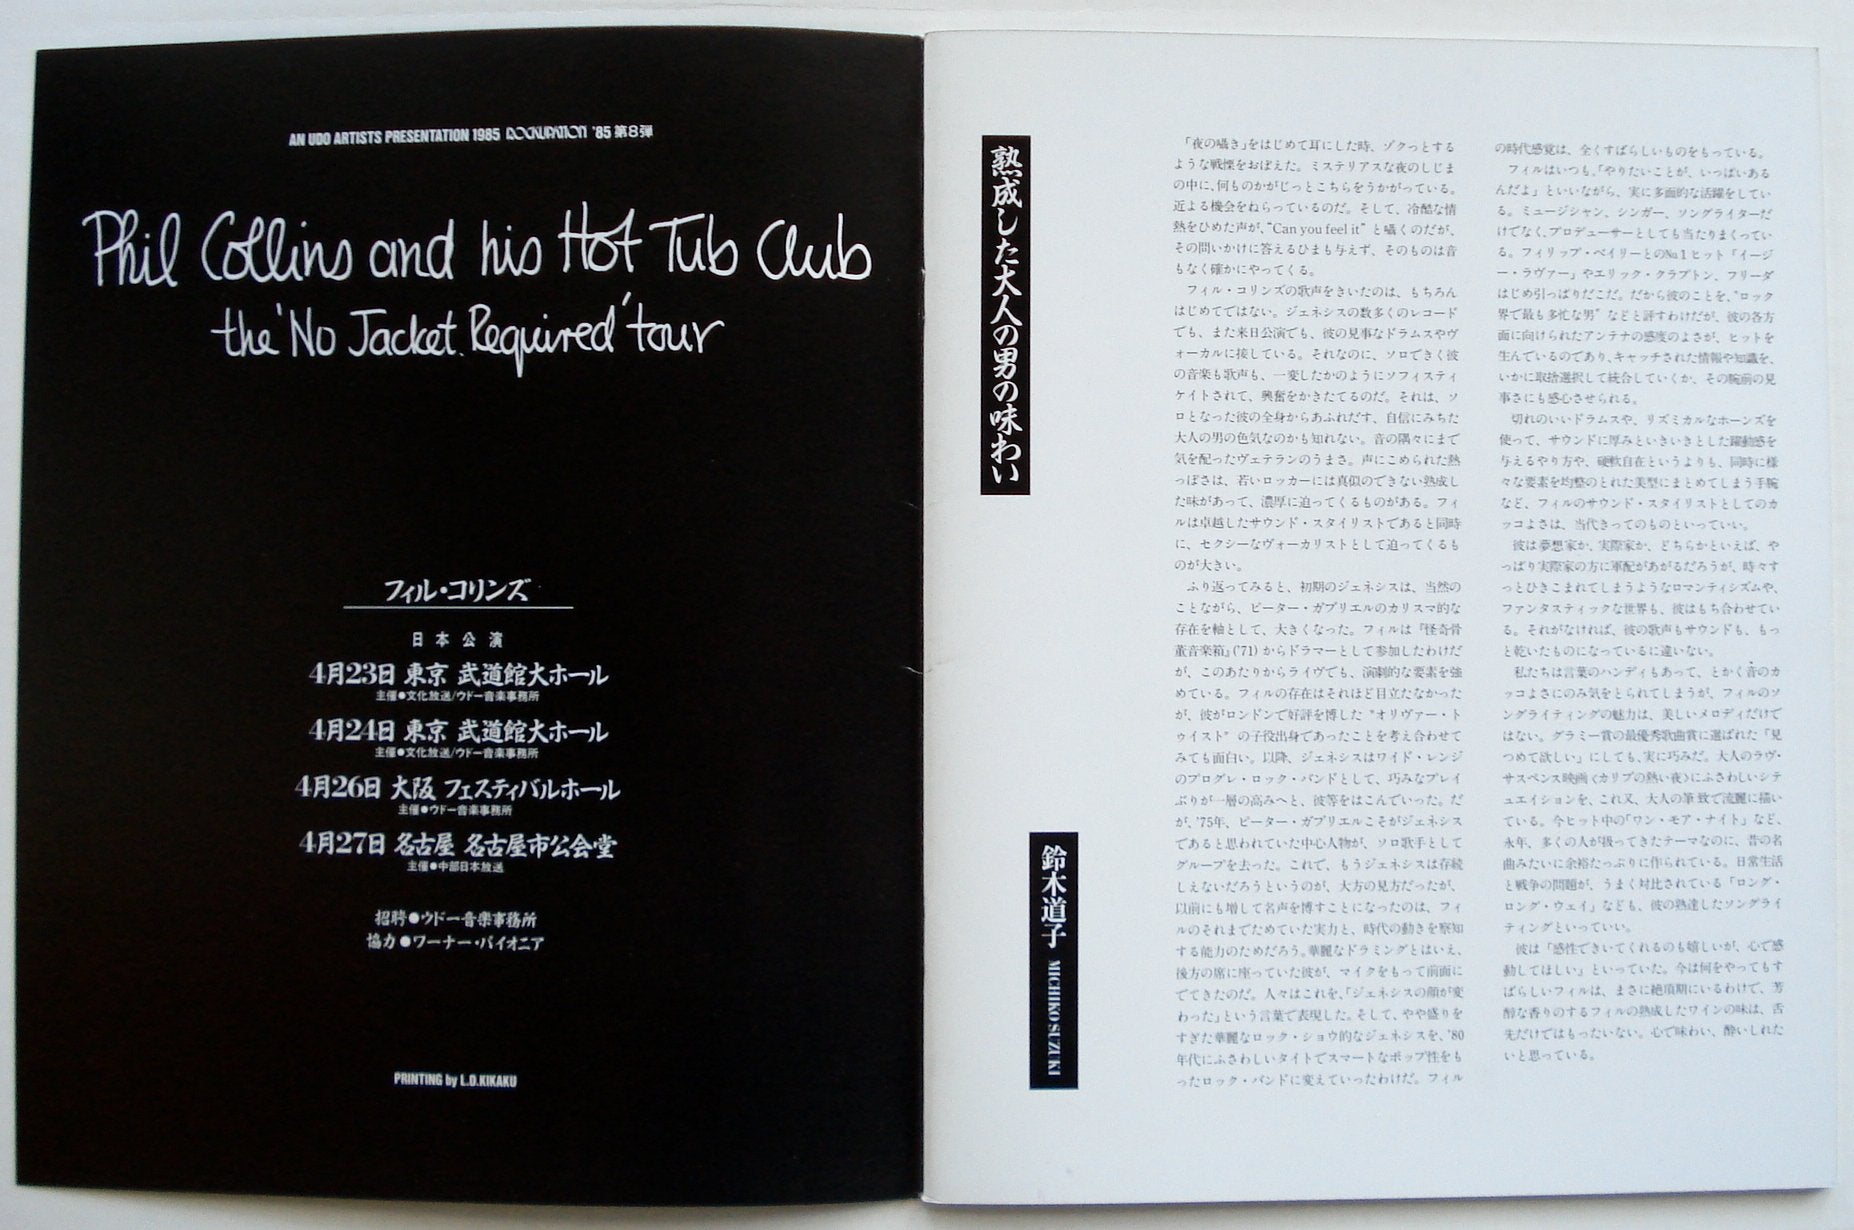 AN UDO ARTISTS PRESENTATION 1985 ROCKUPATION '85 第8弾
Phil Collins and his Hot Tub Club
the 'No Jacket Required' tour
フィル・コリンズ
日本公演
4月23日 東京 武道館大ホール
主催●文化放送/ウドー音楽事務所
4月24日 東京 武道館大ホール
主催●文化放送/ウドー音楽事務所
4月26日 大阪 フェスティバルホール
主催●ウドー音楽事務所
4月27日 名古屋 名古屋市公会堂
主催●中部日本放送
招聘●ウドー音楽事務所
協力●ワーナー・パイオニア
PRINTING by L.D.KIKAKU
熟成した大人の男の味わい
鈴木道子 MICHIKO SUZUKI
「夜の囁き」をはじめて耳にした時、ゾクっとする
ような戦慄をおぼえた。ミステリアスな夜のしじま
の中に、何ものかがじっとこちらをうかがっている。
近よる機会をねらっているのだ。そして、冷酷な情
熱をひめた声が、“Can you feel it” と囁くのだが、
その問いかけに答えるひまも与えず、そのものは音
もなく確かにやってくる。
フィル・コリンズの歌声をきいたのは、もちろん
はじめてではない。ジェネシスの数多くのレコード
でも、また来日公演でも、彼の見事なドラムスやヴ
ォーカルに接している。それなのに、ソロできく彼
の音楽も歌声も、一変したかのようにソフィスティ
ケイトされて、興奮をかきたてるのだ。それは、ソ
ロとなった彼の全身からあふれだす、自信にみちた
大人の男の色気なのかも知れない。音の隅々にまで
気を配ったヴェテランのうまさ。声にこめられた熱
っぽさは、若いロッカーには真似のできない熟成し
た味があって、濃厚に迫ってくるものがある。フィ
ルは卓越したサウンド・スタイリストであると同時
に、セクシーなヴォーカリストとして迫ってくるも
のが大きい。
ふり返ってみると、初期のジェネシスは、当然の
ことながら、ピーター・ガブリエルのカリスマ的な
存在を軸として、大きくなった。フィルは『怪奇骨
董音楽箱』('71) からドラマーとして参加したわけだ
が、このあたりからライヴでも、演劇的な要素を強
めている。フィルの存在はそれほど目立たなかった
が、彼がロンドンで好評を博した “オリヴァー・ト
ゥイスト” の子役出身であったことを考え合わせて
みても面白い。以降、ジェネシスはワイド・レンジ
のプログレ・ロック・バンドとして、巧みなプレイ
ぶりが一層の高みへと、彼等をはこんでいった。だ
が、'75年、ピーター・ガブリエルこそがジェネシス
であると思われていた中心人物が、ソロ歌手として
グループを去った。これで、もうジェネシスは存続
しえないだろうというのが、大方の見方だったが、
以前にも増して名声を博すことになったのは、フィ
ルのそれまでためていた実力と、時代の動きを察知
する能力のためだろう。華麗なドラミングとはいえ、
後方の席に座っていた彼が、マイクをもって前面に
でてきたのだ。人々はこれを、「ジェネシスの顔が変
わった」という言葉で表現した。そして、やや盛りを
すぎた華麗なロック・ショウ的なジェネシスを、'80
年代にふさわしいタイトでスマートなポップ性をも
ったロック・バンドに変えていったわけだ。フィル
の時代感覚は、全くすばらしいものをもっている。
フィルはいつも、「やりたいことが、いっぱいある
んだよ」といいながら、実に多面的な活躍をしてい
る。ミュージシャン、シンガー、ソングライターだ
けでなく、プロデューサーとしても当たりまくってい
る。フィリップ・ベイリーとのNo.1ヒット「イージ
ー・ラヴァー」やエリック・クラプトン、フリーダ
はじめ引っぱりだこだ。だから彼のことを、“ロック
界で最も多忙な男” などと評すわけだが、彼の各方
面に向けられたアンテナの感度のよさが、ヒットを
生んでいるのであり、キャッチされた情報や知識を、
いかに取捨選択して統合していくか、その腕前の見
事さにも感心させられる。
切れのいいドラムスや、リズミカルなホーンズを
使って、サウンドに厚みといきいきとした躍動感を
与えるやり方や、硬軟自在というよりも、同時に様
々な要素を均整のとれた美型にまとめてしまう手腕
など、フィルのサウンド・スタイリストとしてのカ
ッコよさは、当代きってのものといっていい。
彼は夢想家か、実際家か、どちらかといえば、や
っぱり実際家の方に軍配があがるだろうが、時々す
っとひきこまれてしまうようなロマンティシズムや、
ファンタスティックな世界も、彼はもち合わせてい
る。それがなければ、彼の歌声もサウンドも、もっ
と乾いたものになっているに違いない。
私たちは言葉のハンディもあって、とかく音のカ
ッコよさにのみ気をとられてしまうが、フィルのソ
ングライティングの魅力は、美しいメロディだけで
はない。グラミー賞の最優秀歌曲賞に選ばれた「見
つめて欲しい」にしても、実に巧みだ。大人のラヴ・
サスペンス映画〈カリブの熱い夜〉にふさわしいシテ
ュエイションを、これ又、大人の筆致で流麗に描い
ている。今ヒット中の「ワン・モア・ナイト」など、
永年、多くの人が扱ってきたテーマなのに、昔の名
曲みたいに余裕たっぷりに作られている。日常生活
と戦争の問題が、うまく対比されている「ロング・
ロング・ウェイ」なども、彼の熟達したソングライ
ティングといっていい。
彼は「感性できいてくれるのも嬉しいが、心で感
動してほしい」といっていた。今は何をやってもす
ばらしいフィルは、まさに絶頂期にいるわけで、芳
醇な香りのするフィルの熟成したワインの味は、舌
先だけではもったいない。心で味わい、酔いしれた
いと思っている。